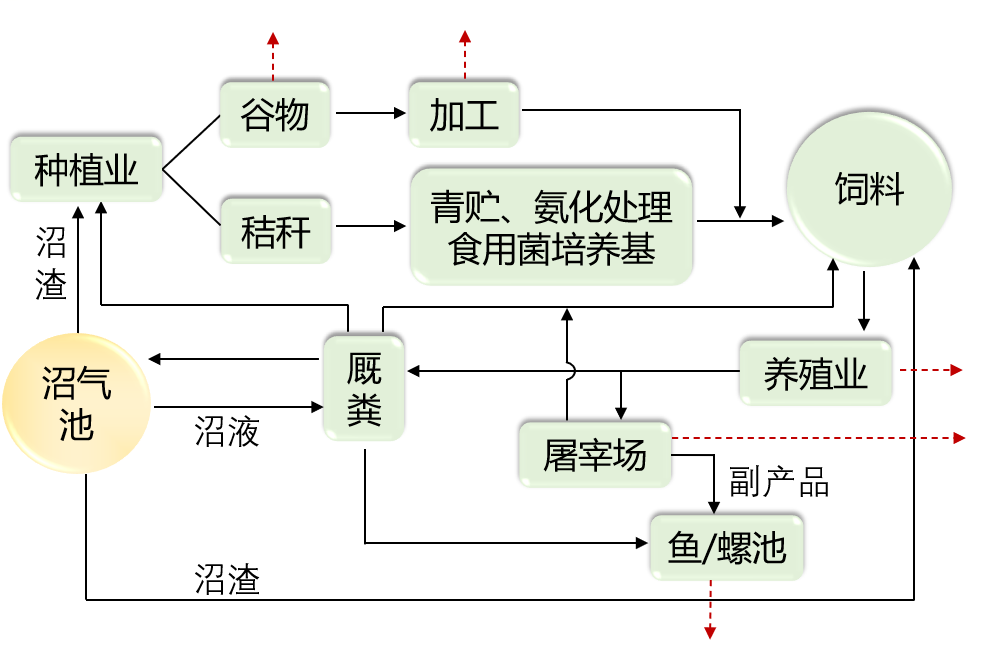 谷物
加工
种植业
饲料
秸秆
青贮、氨化处理
食用菌培养基
沼
渣
沼气
池
厩
粪
养殖业
沼液
屠宰场
副产品
鱼/螺池
沼渣